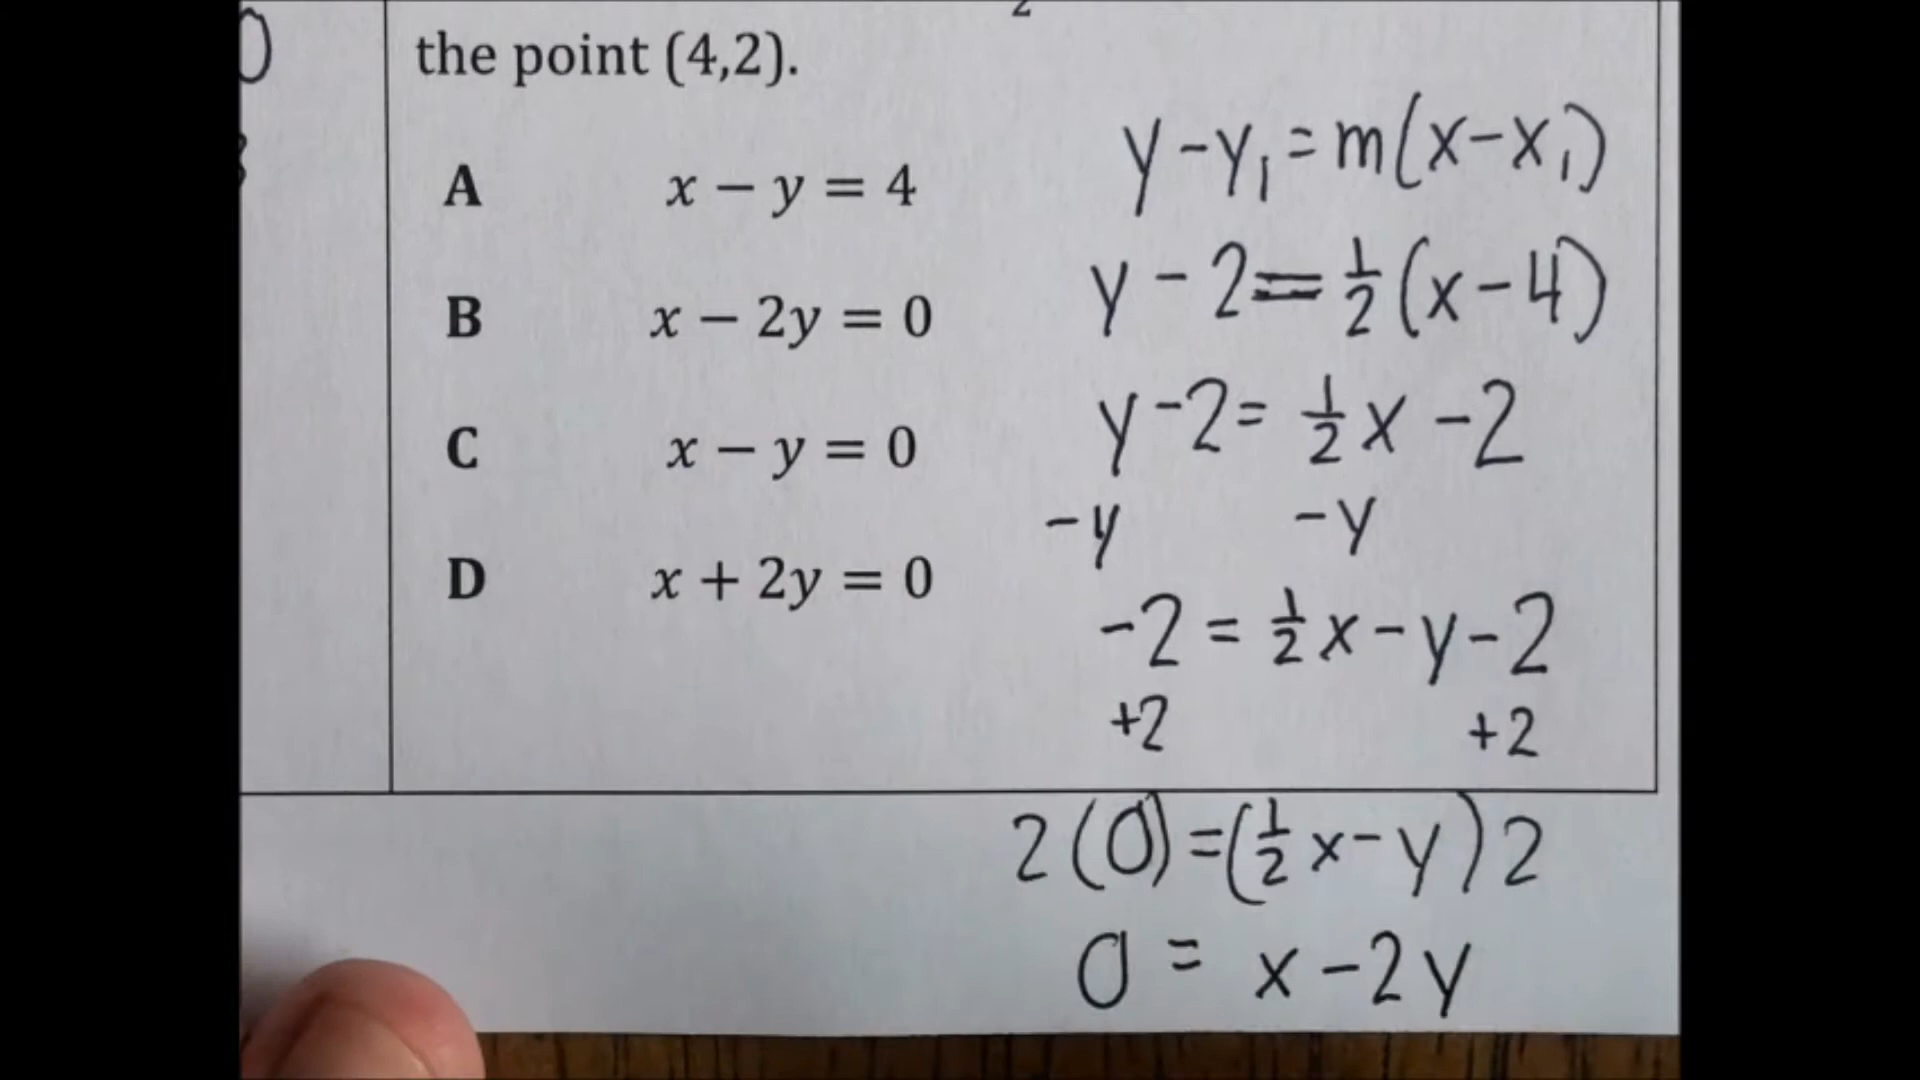 the point (4,2).
y - y₁ = m(x - x₁)
A x − y = 4
y - 2 = ½(x - 4)
B x − 2y = 0
y - 2 = ½x - 2
C x − y = 0
-y -y
D x + 2y = 0
-2 = ½x - y - 2
+2 +2
2(0) = (½x - y)2
0 = x - 2y